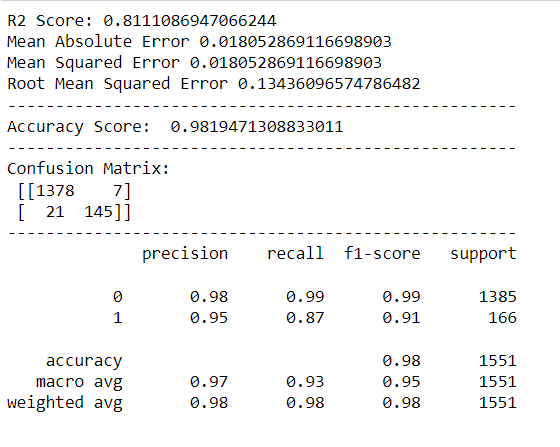 R2 Score: 0.8111086947066244
Mean Absolute Error 0.018052869116698903
Mean Squared Error 0.018052869116698903
Root Mean Squared Error 0.13436096574786482
----------------------------------------------------
Accuracy Score:  0.9819471308833011
----------------------------------------------------
Confusion Matrix:
 [[1378    7]
 [  21  145]]
----------------------------------------------------
              precision    recall  f1-score   support

           0       0.98      0.99      0.99      1385
           1       0.95      0.87      0.91       166

    accuracy                           0.98      1551
   macro avg       0.97      0.93      0.95      1551
weighted avg       0.98      0.98      0.98      1551